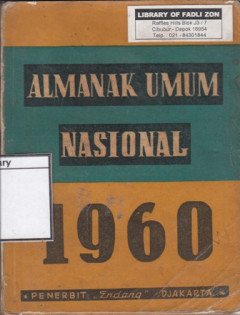 LIBRARY OF FADLI ZON
Raffles Hills Blok J3 / 7
Cibubur - Depok 16954
Telp. : 021 - 84301844
ALMANAK UMUM
NASIONAL
rary
1960
PENERBIT „Endang" DJAKARTA.